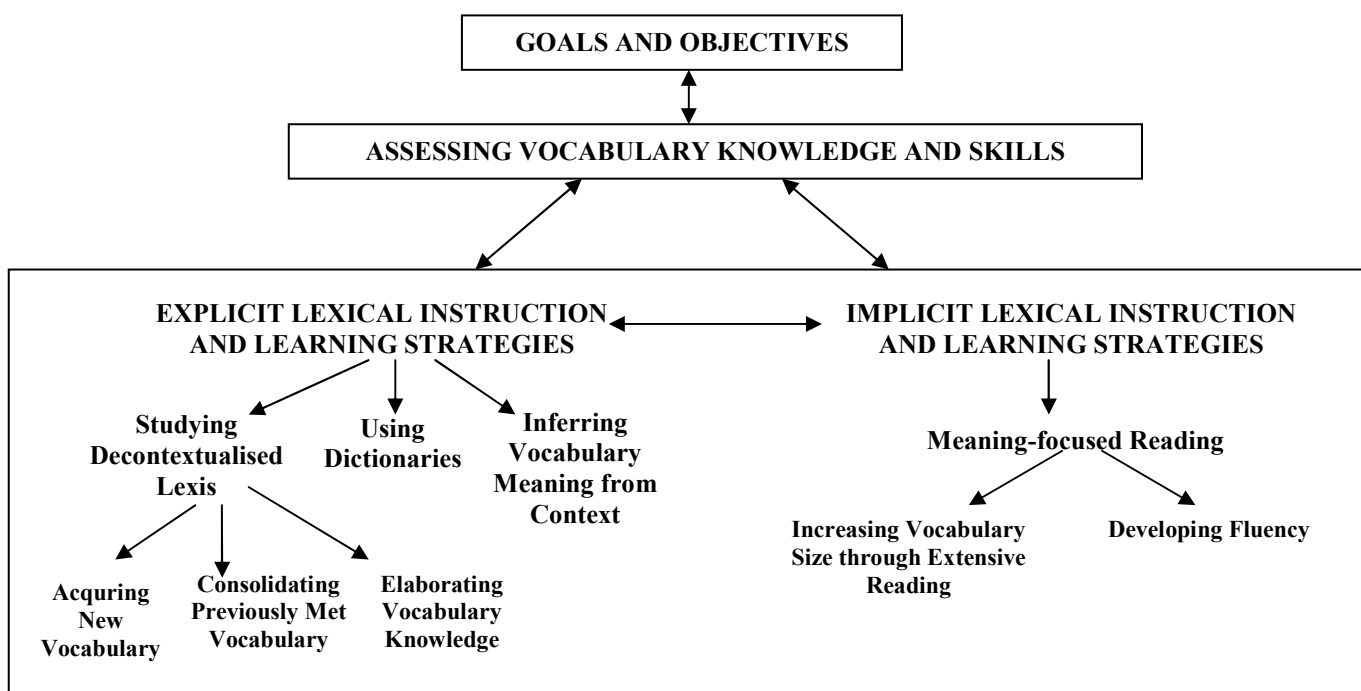 GOALS AND OBJECTIVES
ASSESSING VOCABULARY KNOWLEDGE AND SKILLS
EXPLICIT LEXICAL INSTRUCTION
AND LEARNING STRATEGIES
IMPLICIT LEXICAL INSTRUCTION
AND LEARNING STRATEGIES
Studying
Decontextualised
Lexis
Using
Dictionaries
Inferring
Vocabulary
Meaning from
Context
Meaning-focused Reading
Acquring
New
Vocabulary
Consolidating
Previously Met
Vocabulary
Elaborating
Vocabulary
Knowledge
Increasing Vocabulary
Size through Extensive
Reading
Developing Fluency